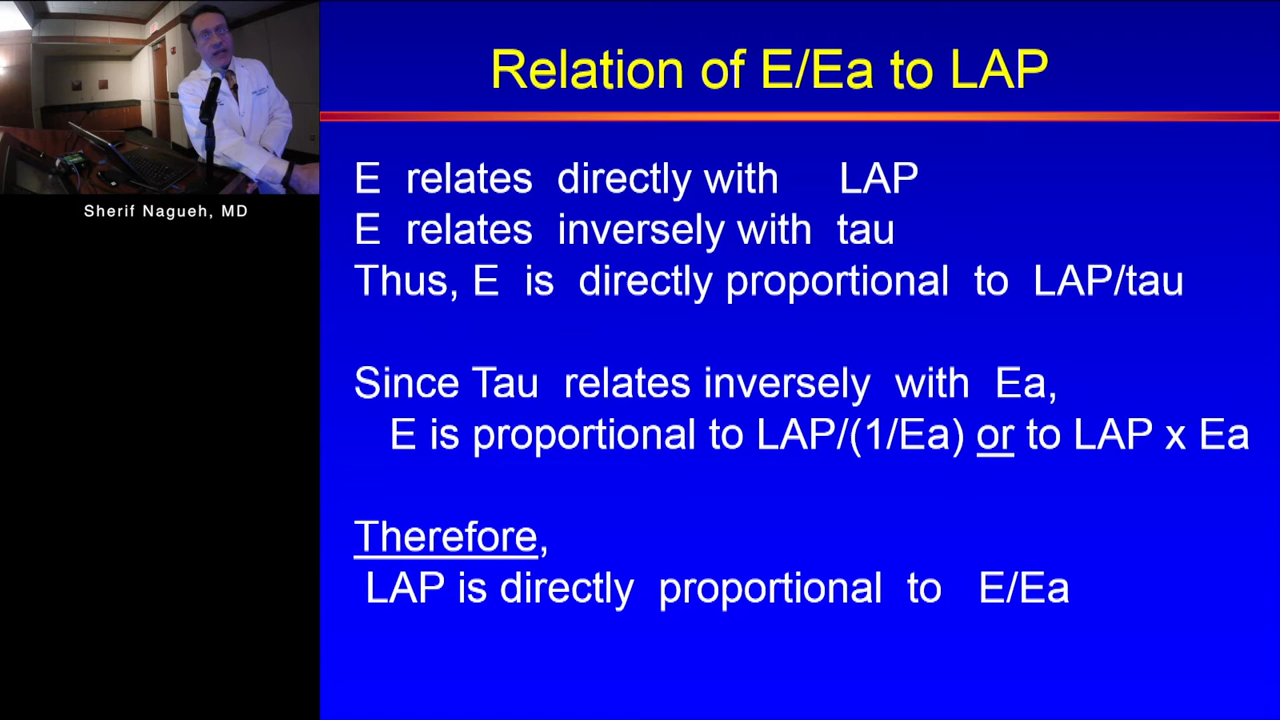 Relation of E/Ea to LAP
Sherif Nagueh, MD
E relates directly with LAP
E relates inversely with tau
Thus, E is directly proportional to LAP/tau
Since Tau relates inversely with Ea,
E is proportional to LAP/(1/Ea) or to LAP x Ea
Therefore,
LAP is directly proportional to E/Ea